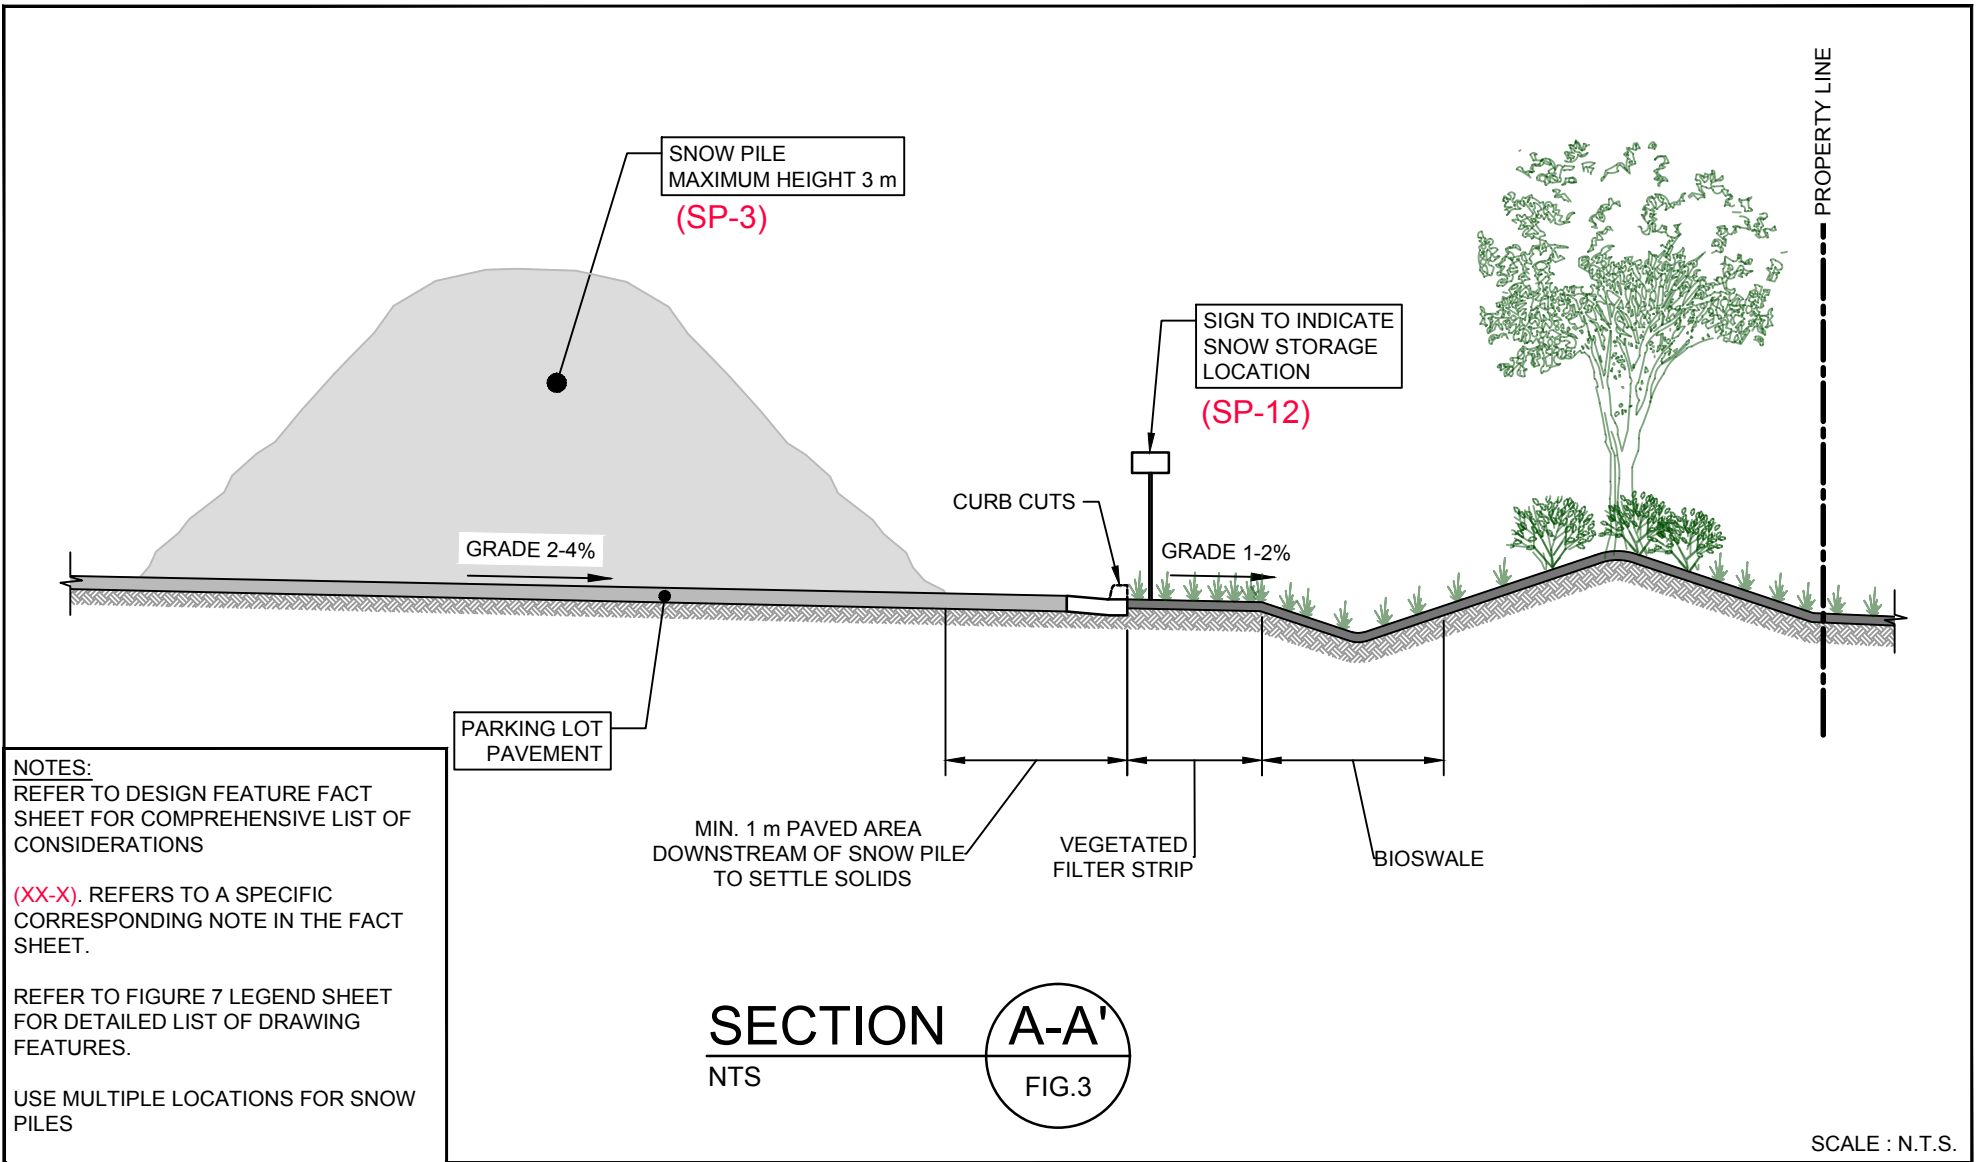 PROPERTY LINE
SNOW PILE
MAXIMUM HEIGHT 3 m
(SP-3)
SIGN TO INDICATE
SNOW STORAGE
LOCATION
(SP-12)
CURB CUTS
GRADE 2-4%
GRADE 1-2%
PARKING LOT
PAVEMENT
MIN. 1 m PAVED AREA
DOWNSTREAM OF SNOW PILE
TO SETTLE SOLIDS
VEGETATED
FILTER STRIP
BIOSWALE
NOTES:
REFER TO DESIGN FEATURE FACT
SHEET FOR COMPREHENSIVE LIST OF
CONSIDERATIONS
(XX-X). REFERS TO A SPECIFIC
CORRESPONDING NOTE IN THE FACT
SHEET.
REFER TO FIGURE 7 LEGEND SHEET
FOR DETAILED LIST OF DRAWING
FEATURES.
USE MULTIPLE LOCATIONS FOR SNOW
PILES
SECTION A-A'
NTS
FIG.3
SCALE : N.T.S.